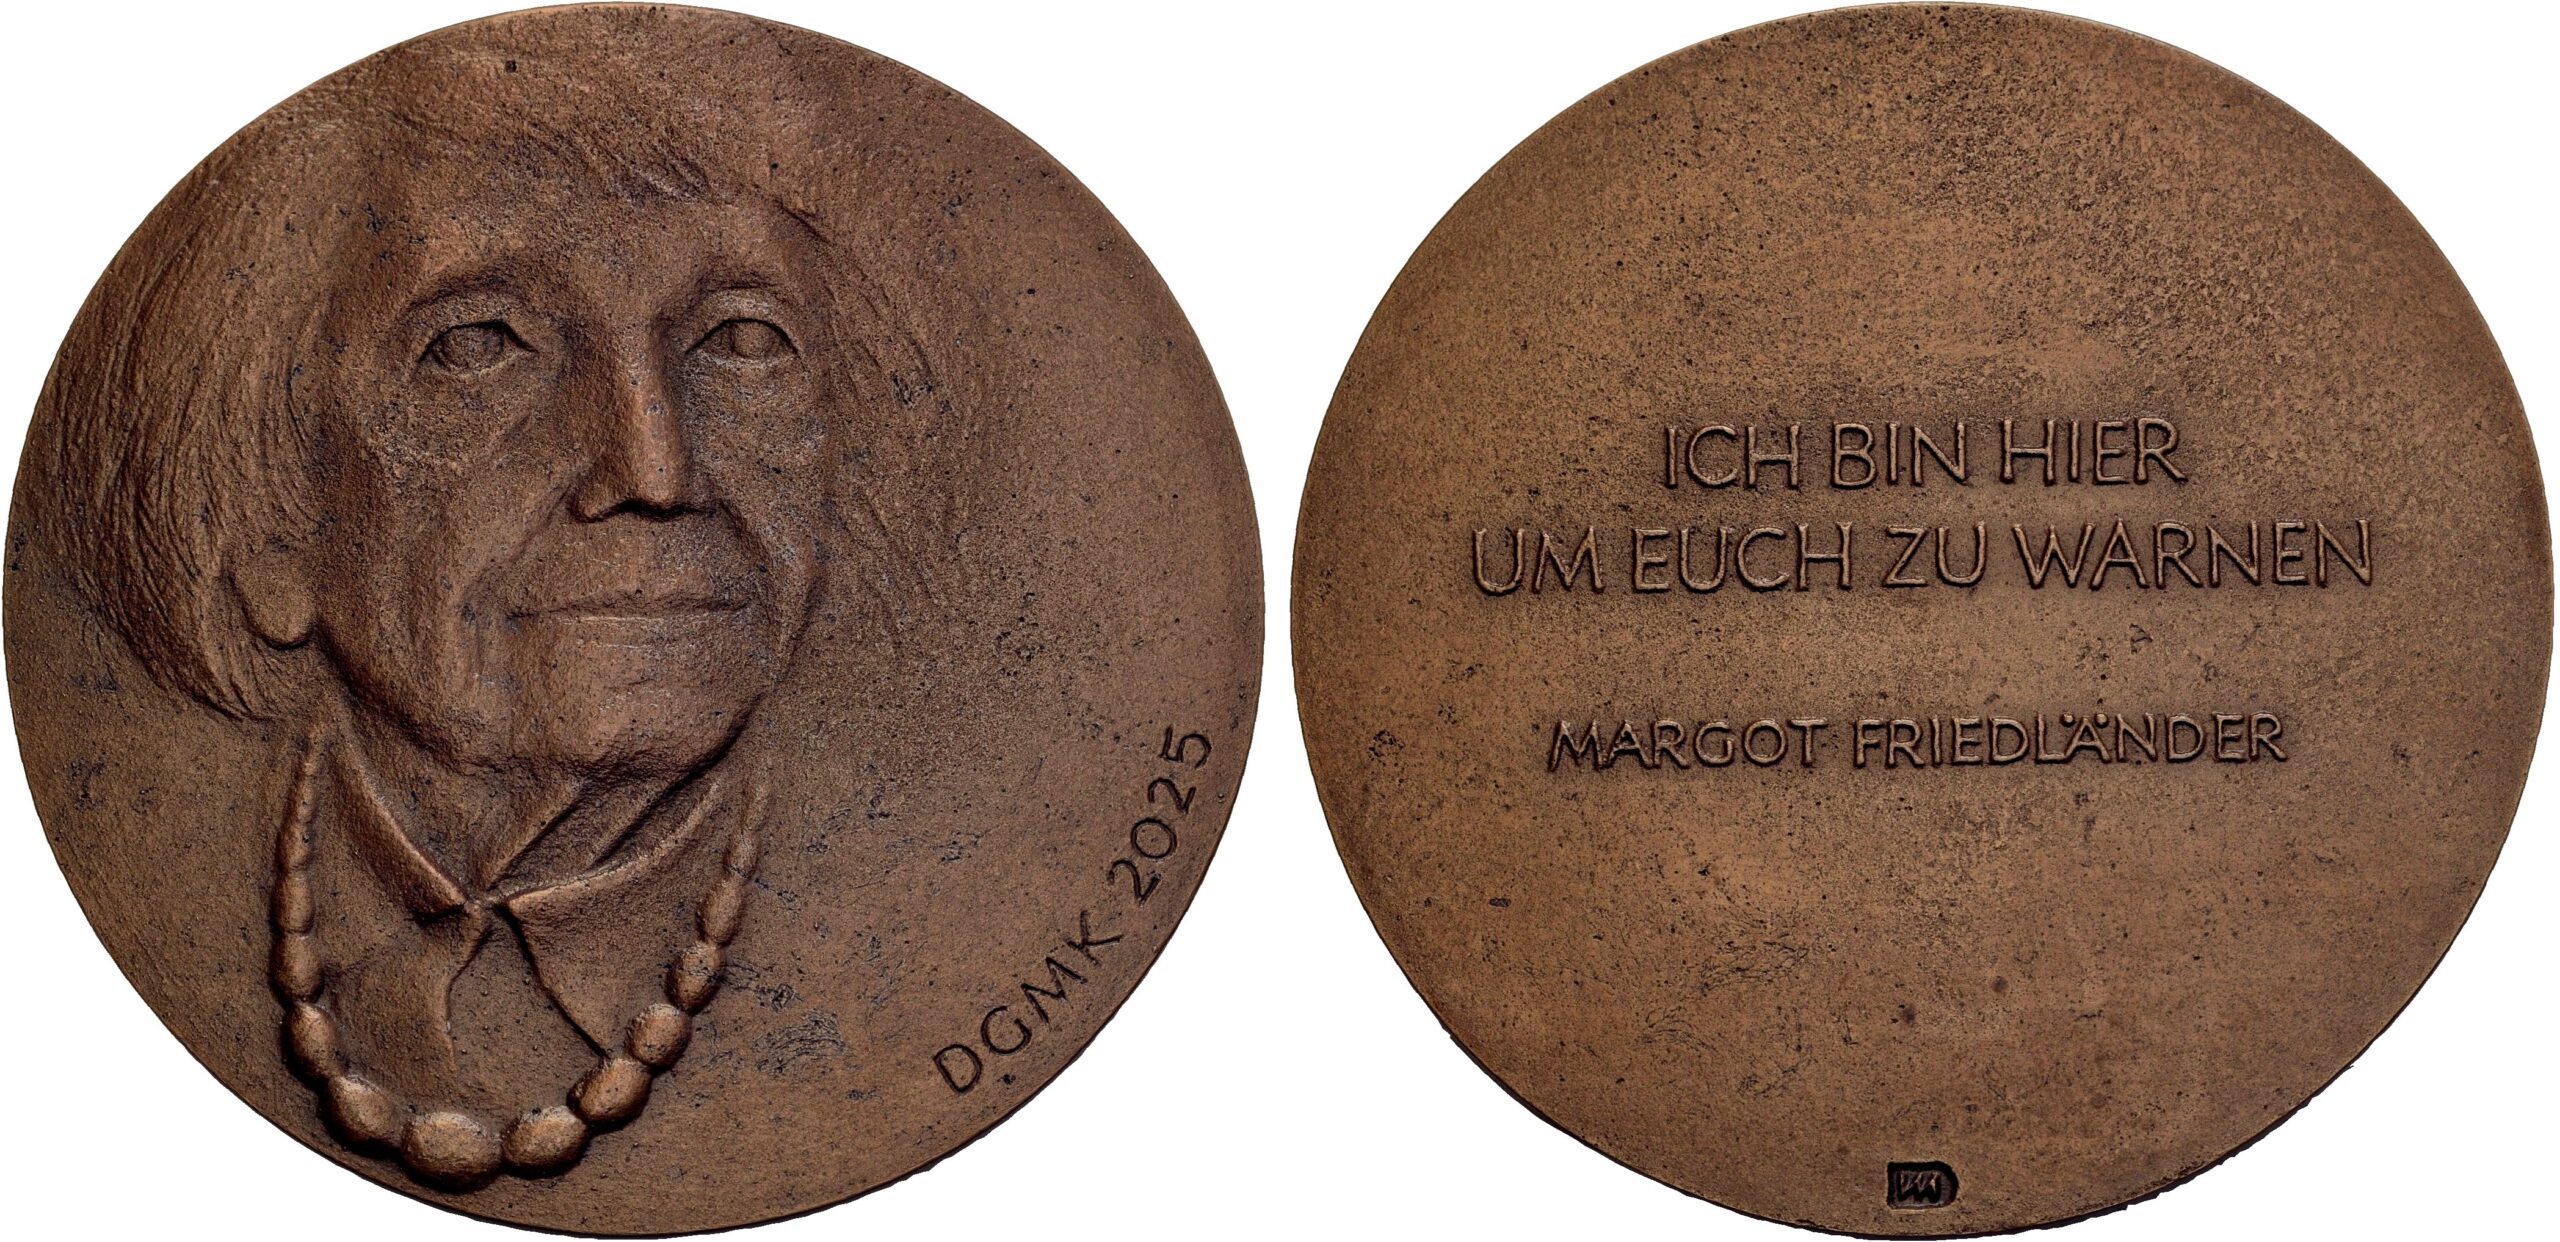 DGMK 2025
ICH BIN HIER
UM EUCH ZU WARNEN
MARGOT FRIEDLÄNDER